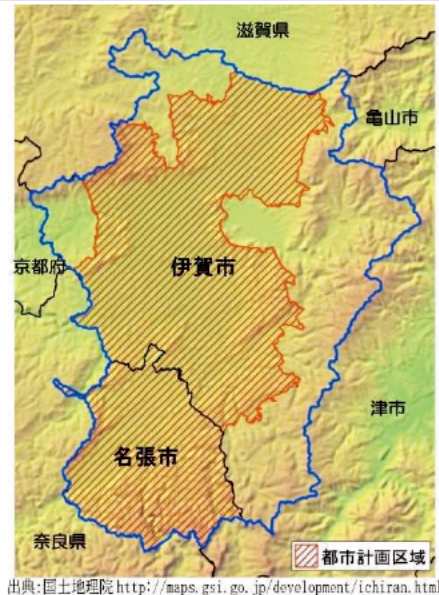 滋賀県
亀山市
京都府
伊賀市
津市
名張市
奈良県
都市計画区域
出典:国土地理院 http://maps.gsi.go.jp/development/ichiran.html